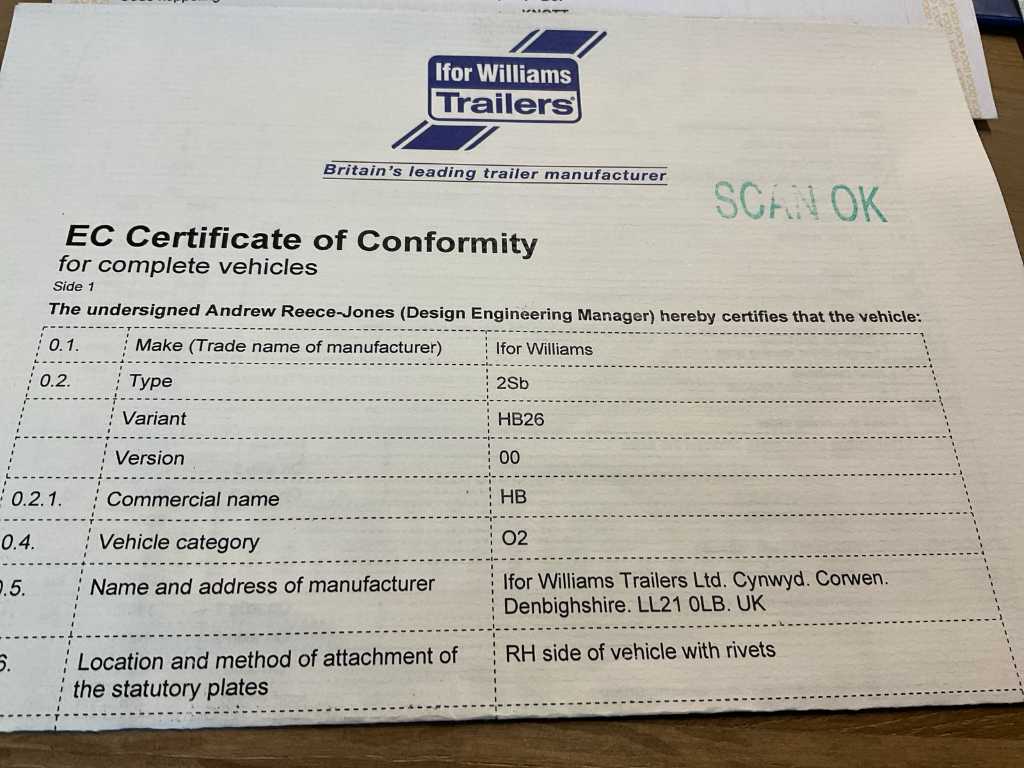 Ifor Williams
Trailers®
Britain's leading trailer manufacturer
SCAN OK
EC Certificate of Conformity
for complete vehicles
Side 1
The undersigned Andrew Reece-Jones (Design Engineering Manager) hereby certifies that the vehicle:
0.1. Make (Trade name of manufacturer) Ifor Williams
0.2. Type 2Sb
Variant HB26
Version 00
0.2.1. Commercial name HB
0.4. Vehicle category O2
0.5. Name and address of manufacturer Ifor Williams Trailers Ltd. Cynwyd. Corwen.
Denbighshire. LL21 0LB. UK
6. Location and method of attachment of RH side of vehicle with rivets
the statutory plates